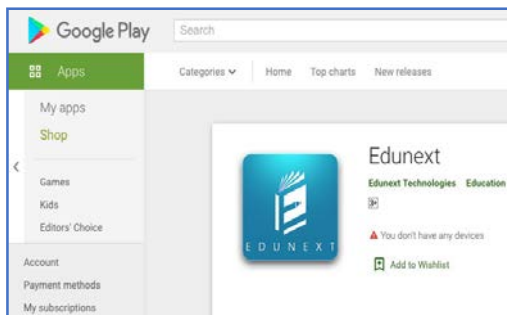 Google Play
Search
Apps
Categories
Home
Top charts
New releases
My apps
Shop
Games
Kids
Editors' Choice
Account
Payment methods
My subscriptions
Edunext
Edunext Technologies
Education
3+
You don't have any devices
Add to Wishlist
EDUNEXT